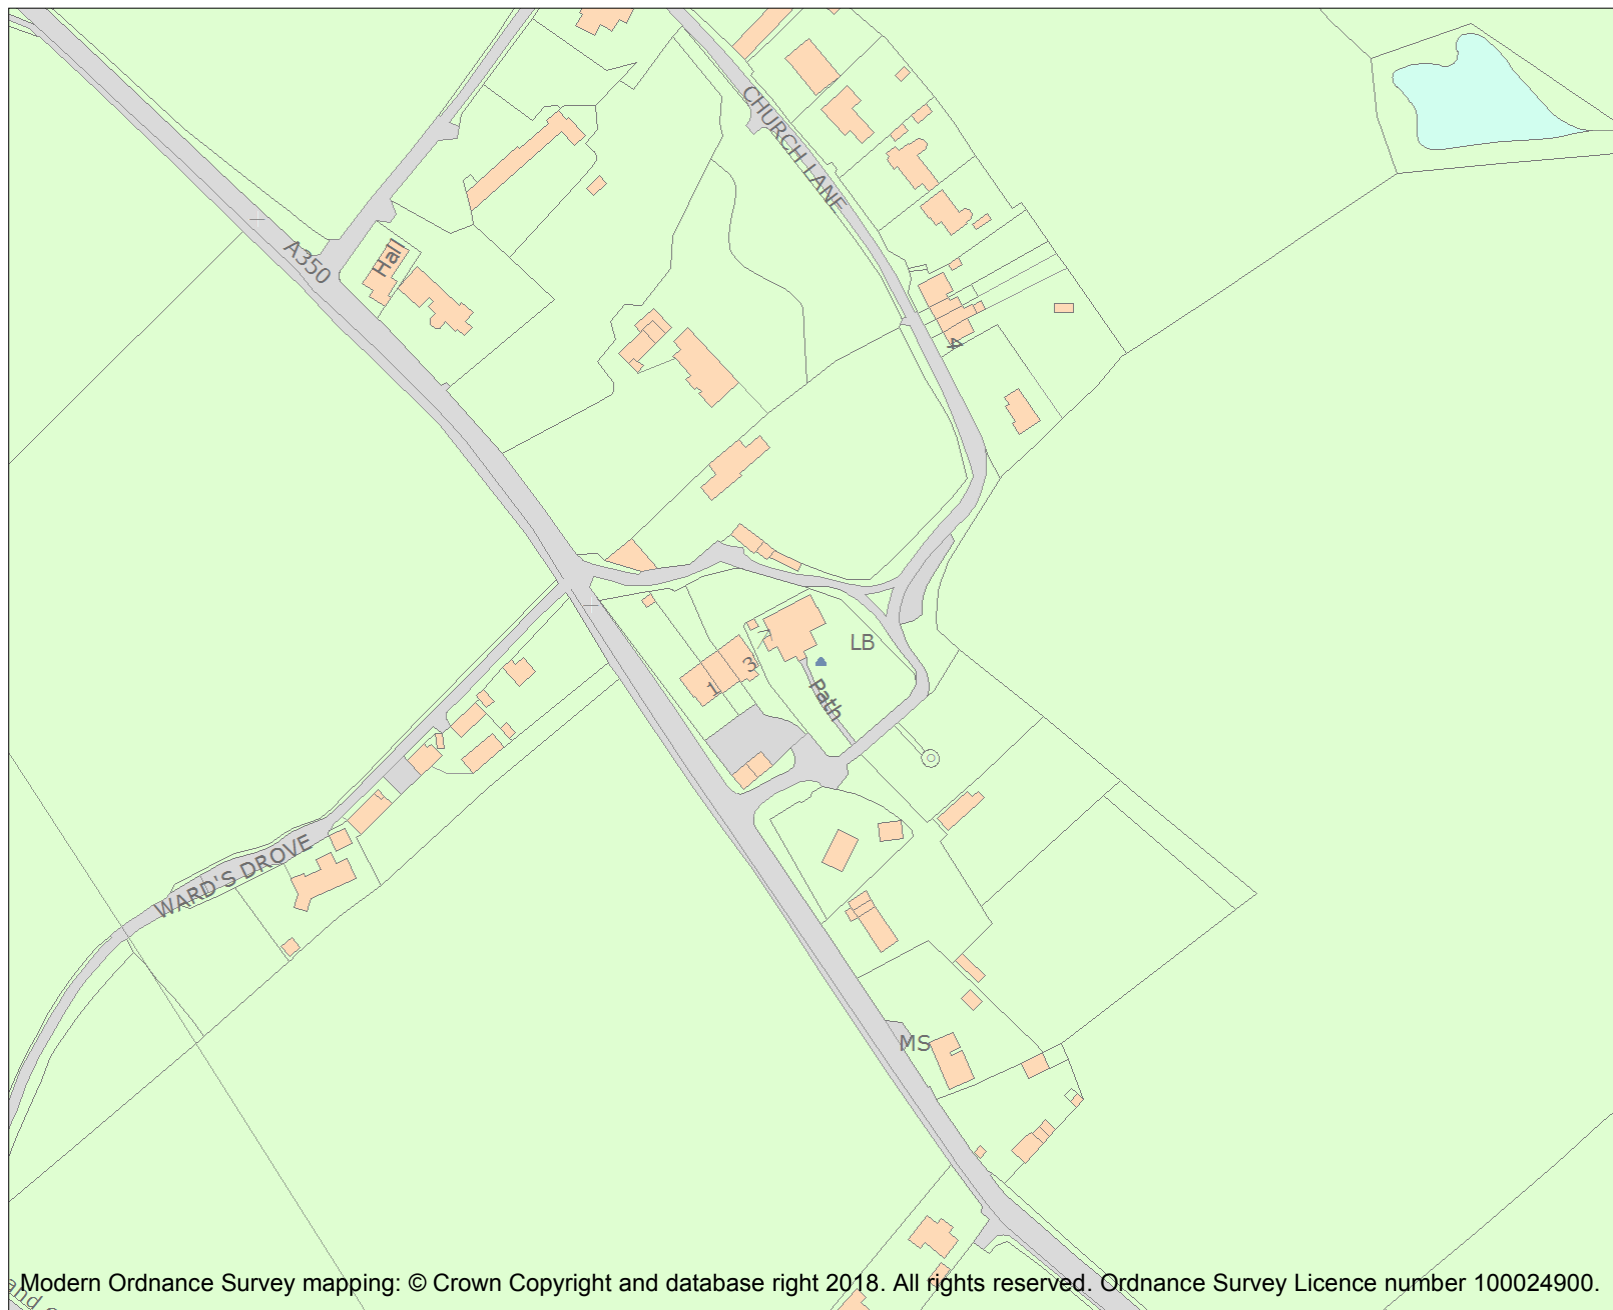 CHURCH LANE
A350
Hall
4
LB
7
3
1
Path
WARD'S DROVE
MS
Modern Ordnance Survey mapping: © Crown Copyright and database right 2018. All rights reserved. Ordnance Survey Licence number 100024900.